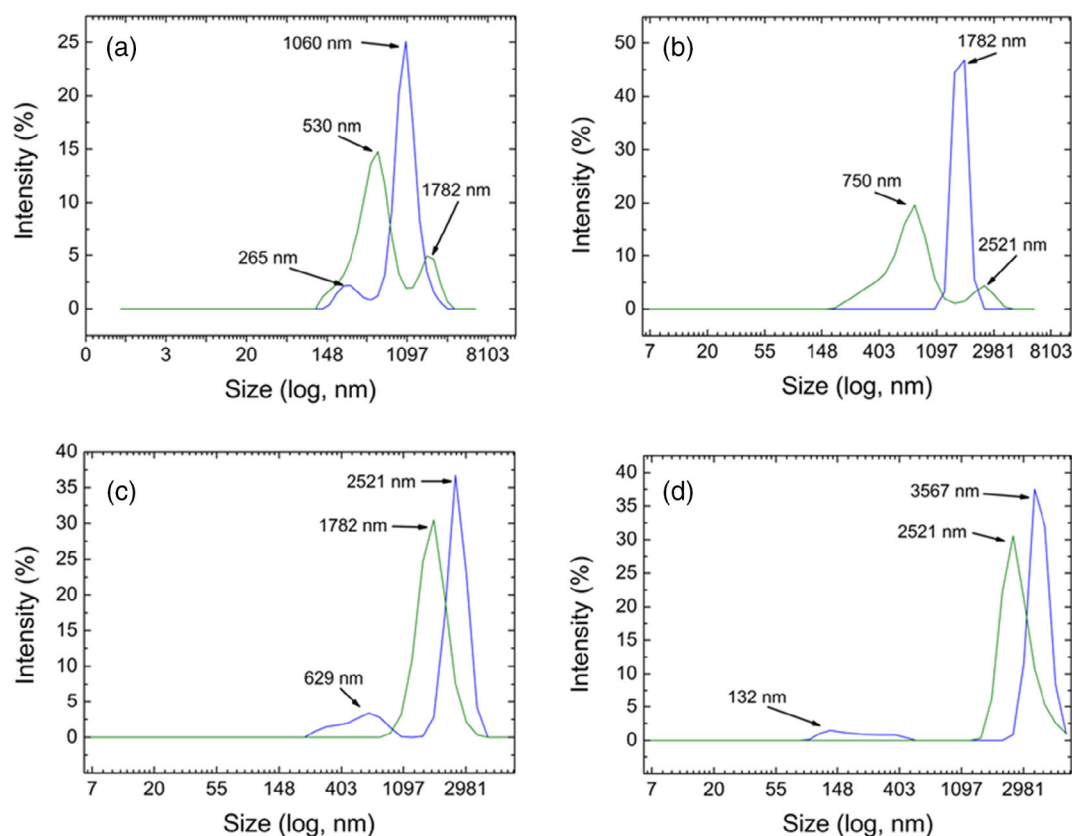 (a)
1060 nm
530 nm
1782 nm
265 nm
25
20
15
10
5
0
Intensity (%)
0 3 20 148 1097 8103
Size (log, nm)
(b)
1782 nm
750 nm
2521 nm
50
40
30
20
10
0
Intensity (%)
7 20 55 148 403 1097 2981 8103
Size (log, nm)
(c)
2521 nm
1782 nm
629 nm
40
35
30
25
20
15
10
5
0
Intensity (%)
7 20 55 148 403 1097 2981
Size (log, nm)
(d)
3567 nm
2521 nm
132 nm
40
35
30
25
20
15
10
5
0
Intensity (%)
7 20 55 148 403 1097 2981
Size (log, nm)